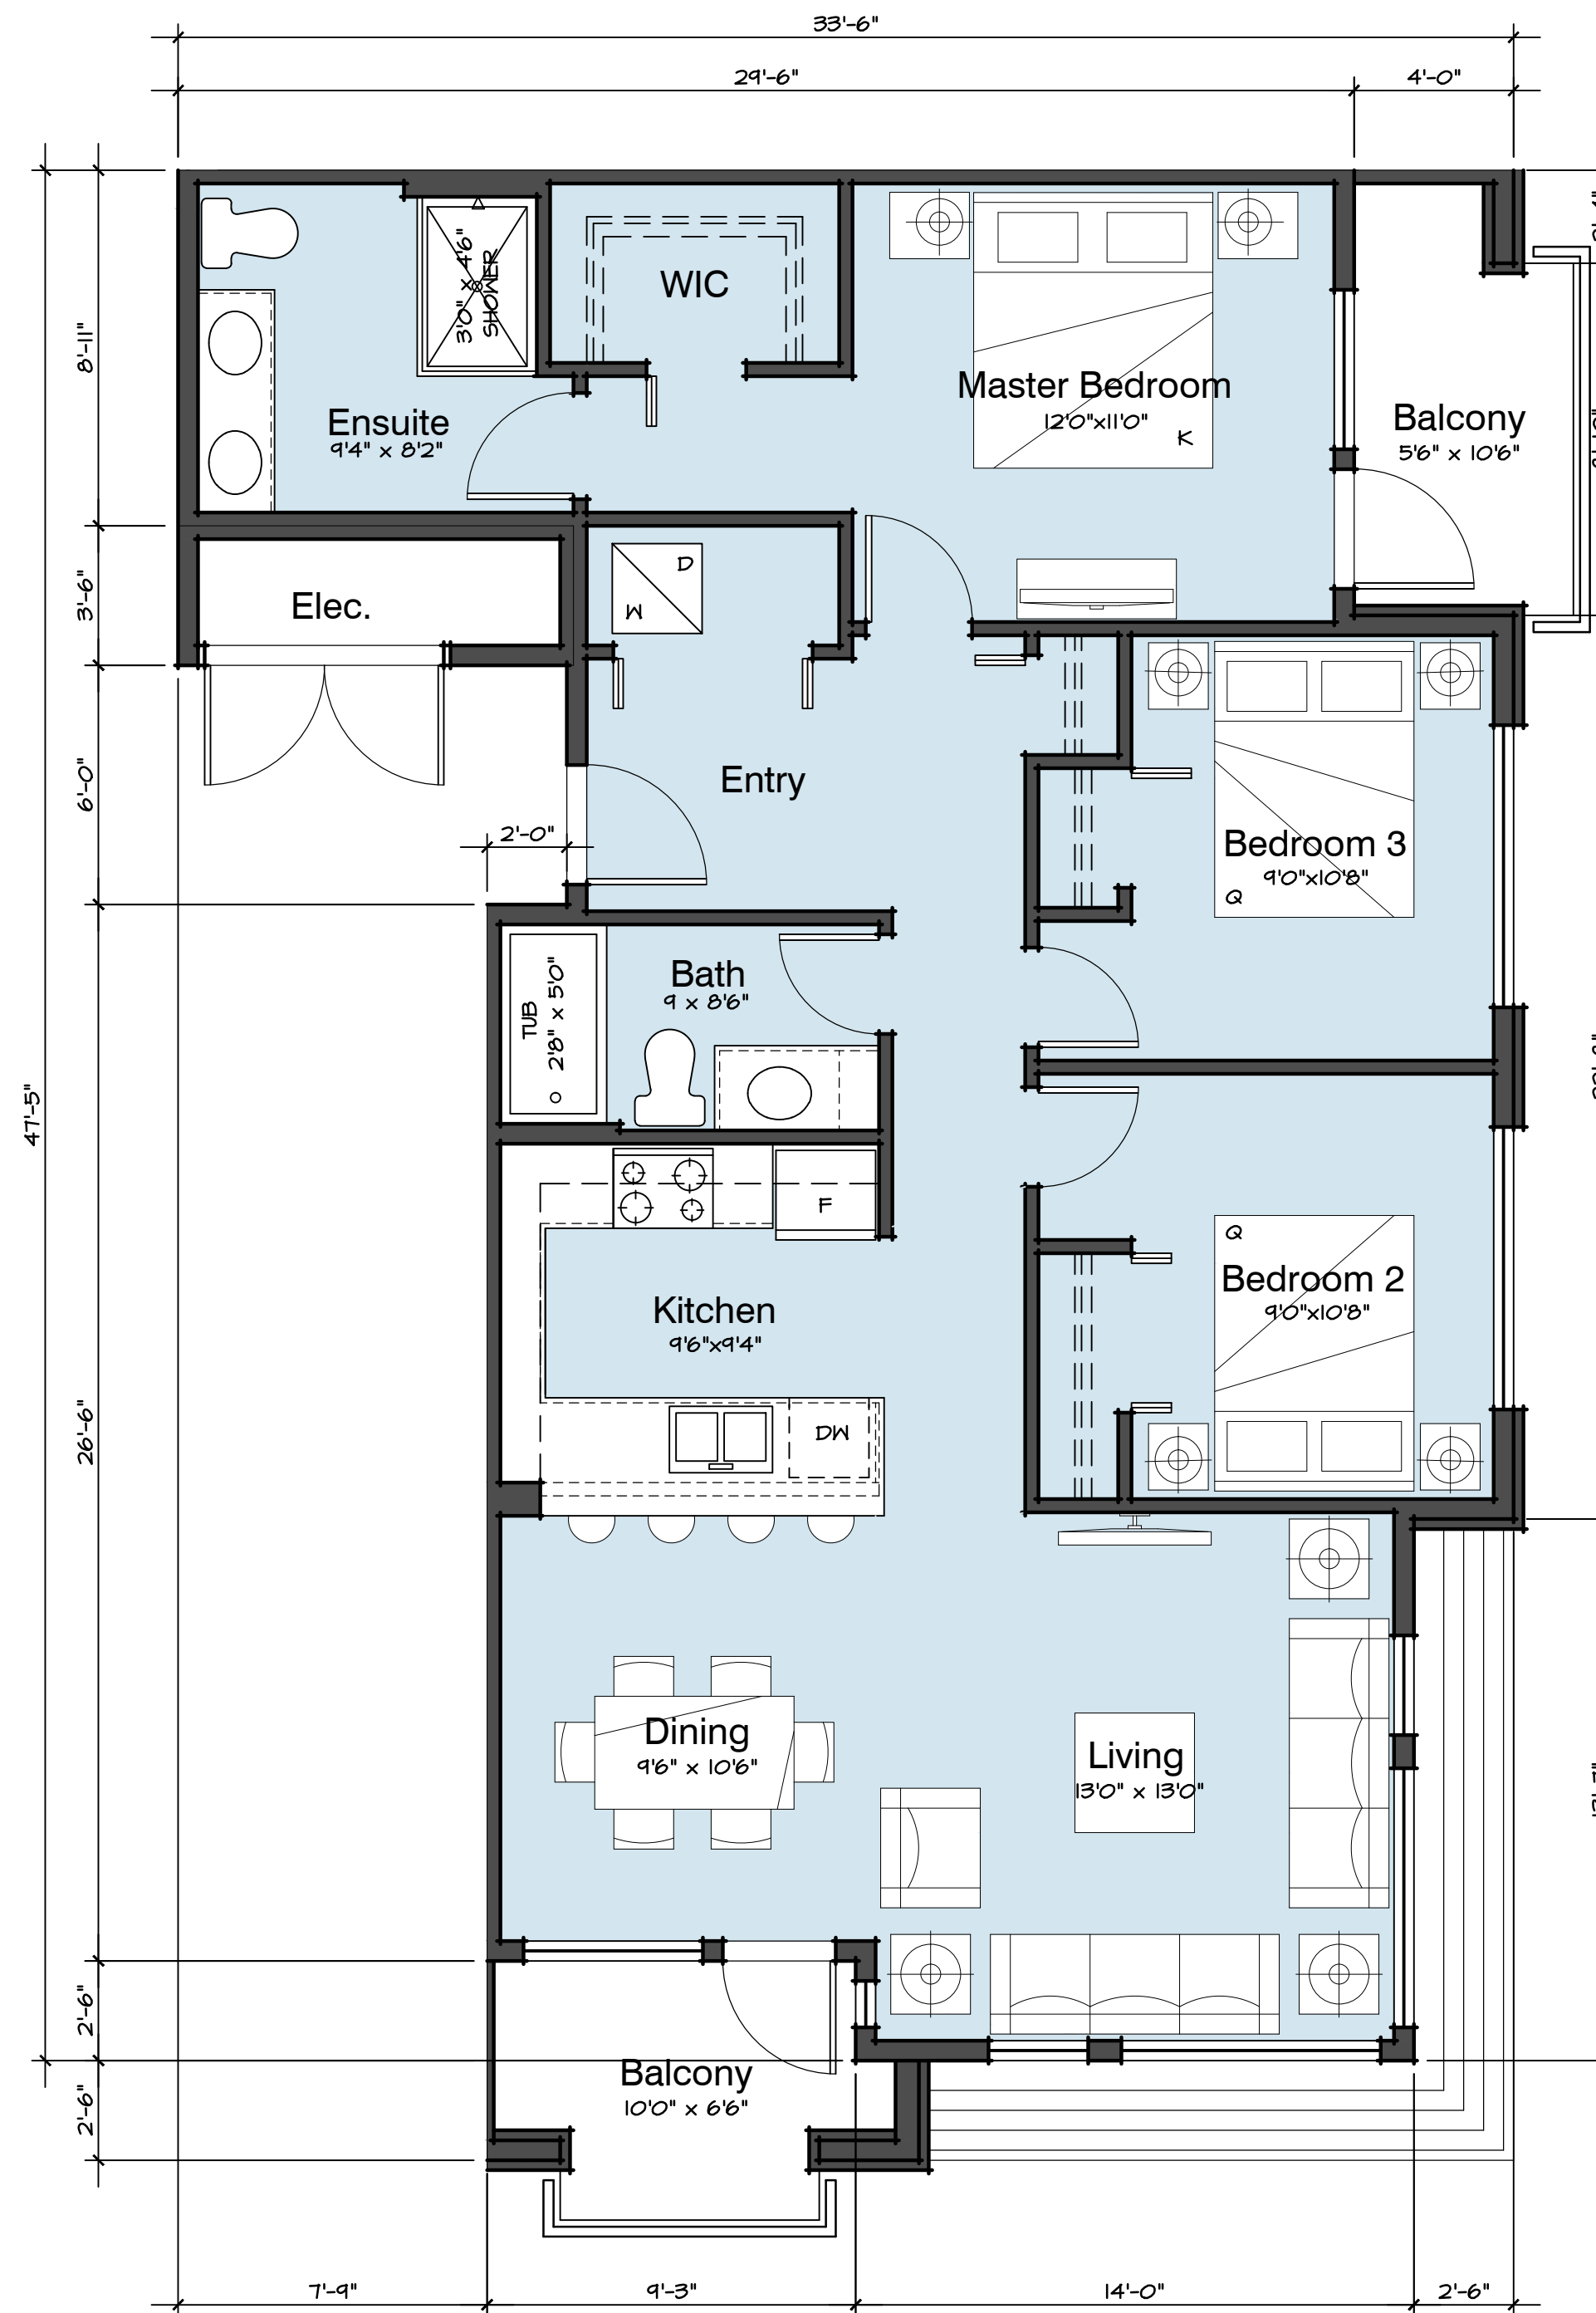 33'-6"
29'-6"
4'-0"
8'-11"
3'-6"
6'-0"
47'-5"
26'-6"
2'-6"
2'-6"
3'0" x 4'6"
SHOWER
WIC
Ensuite
9'4" x 8'2"
Master Bedroom
12'0"x11'0"
K
Balcony
5'6" x 10'6"
Elec.
D
W
Entry
2'-0"
Bedroom 3
9'0"x10'8"
Q
TUB
2'8" x 5'0"
Bath
9 x 8'6"
F
Kitchen
9'6"x9'4"
DW
Q
Bedroom 2
9'0"x10'8"
Dining
9'6" x 10'6"
Living
13'0" x 13'0"
Balcony
10'0" x 6'6"
7'-9"
9'-3"
14'-0"
2'-6"